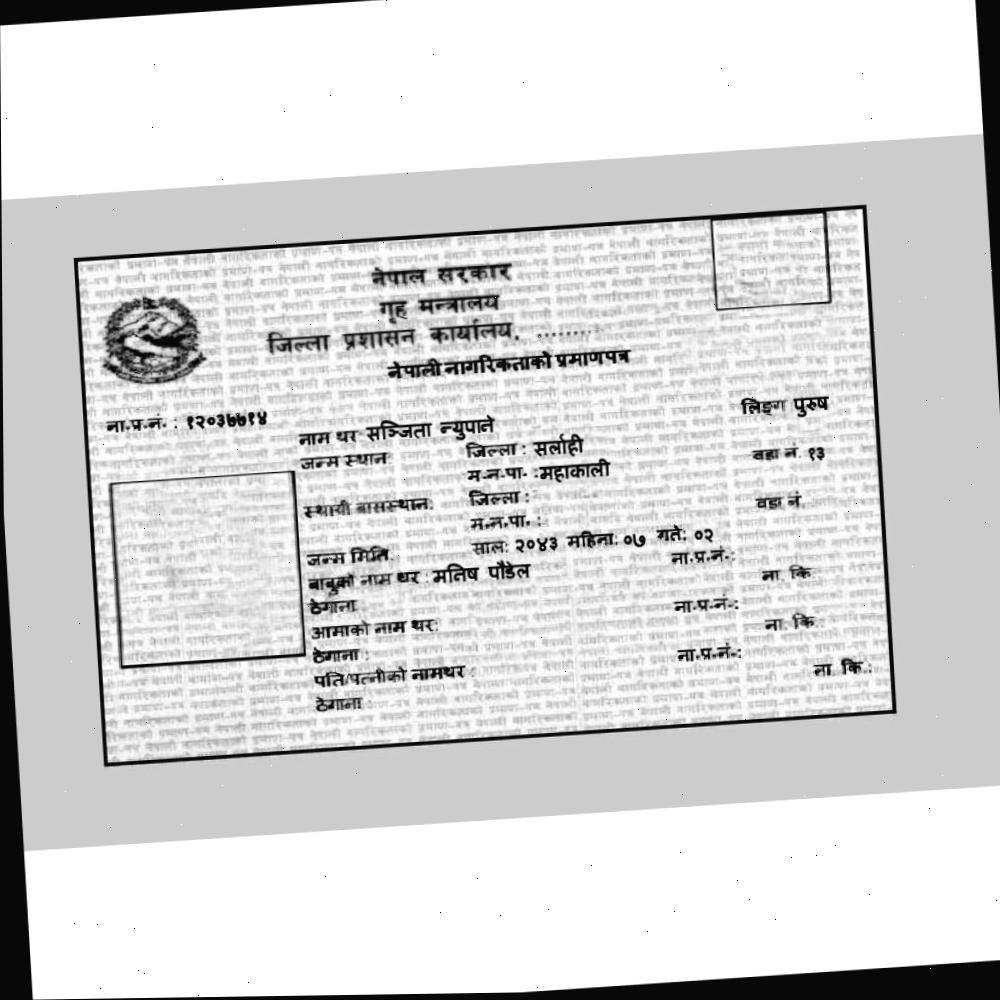 नेपाल सरकार
गृह मन्त्रालय
जिल्ला प्रशासन कार्यालय, ........
नेपाली नागरिकताको प्रमाणपत्र
ना.प्र.नं. : १२०३७७१४
लिङ्ग पुरुष
नाम थर सञ्जिता न्युपाने
जन्म स्थान: जिल्ला : सर्लाही वडा नं. १३
म.न.पा. :महाकाली
स्थायी बासस्थान: जिल्ला : वडा नं.
म.न.पा. :
जन्म मिति: साल: २०४३ महिना: ०७ गते: ०२
बाबुको नाम थर : मनिष पौडेल ना.प्र.नं.:
ठेगाना : ना. कि.:
आमाको नाम थर: ना.प्र.नं.:
ठेगाना : ना. कि.:
पति/पत्नीको नामथर : ना.प्र.नं.:
ठेगाना : ना. कि.: